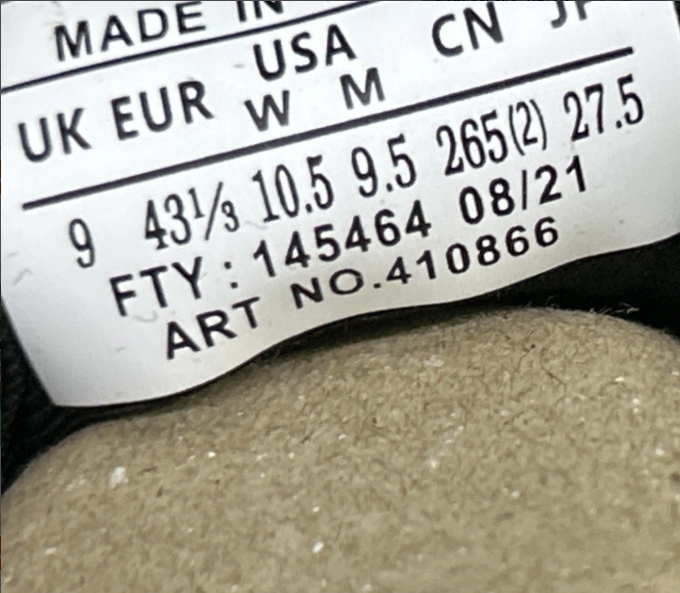 MADE IN
UK EUR USA CN JP
W M
9 43⅓ 10.5 9.5 265(2) 27.5
FTY : 145464 08/21
ART NO.410866